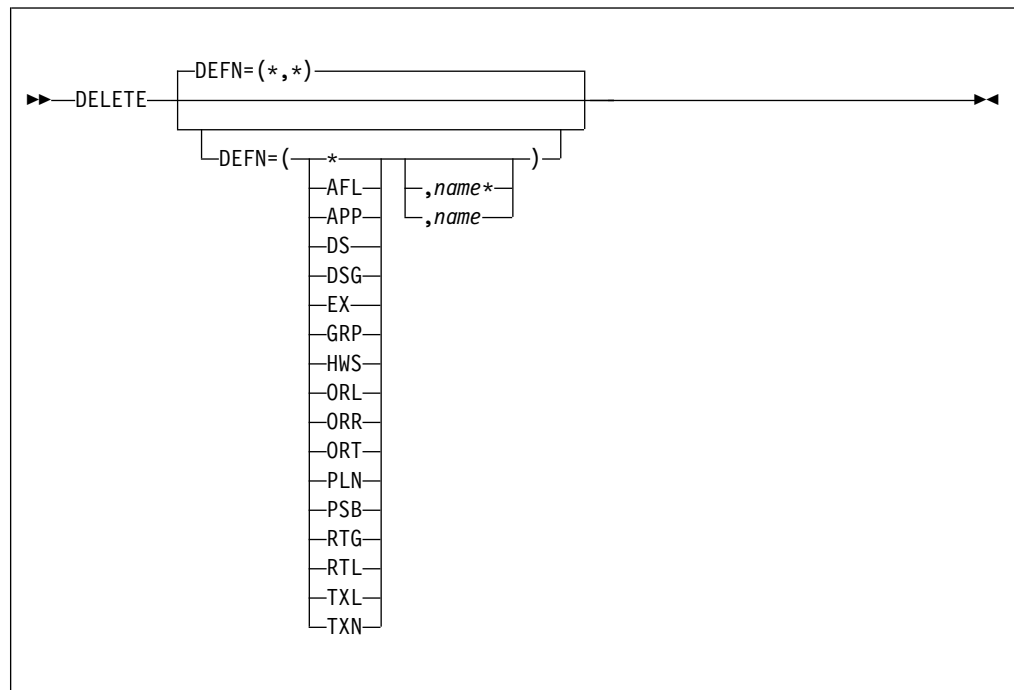 DEFN=(*,*)
DELETE
DEFN=( * )
AFL ,name*
APP ,name
DS
DSG
EX
GRP
HWS
ORL
ORR
ORT
PLN
PSB
RTG
RTL
TXL
TXN